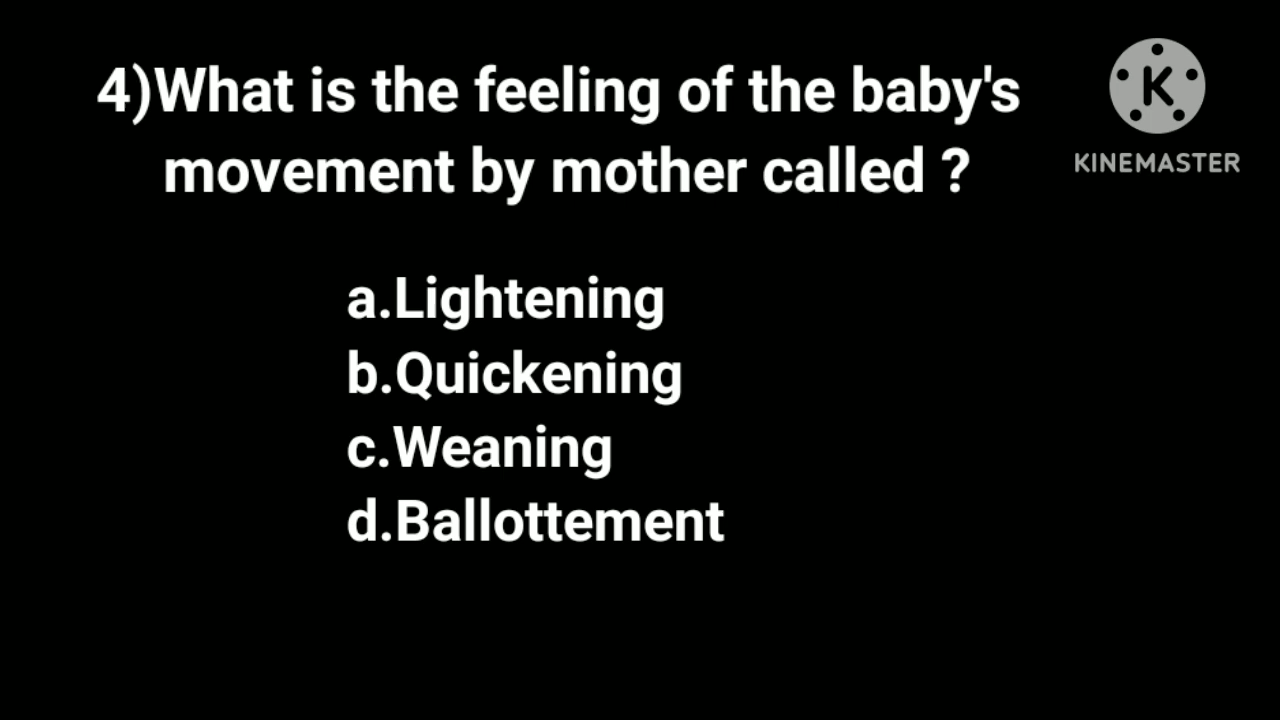 4)What is the feeling of the baby's
movement by mother called ?
K
KINEMASTER
a.Lightening
b.Quickening
c.Weaning
d.Ballottement